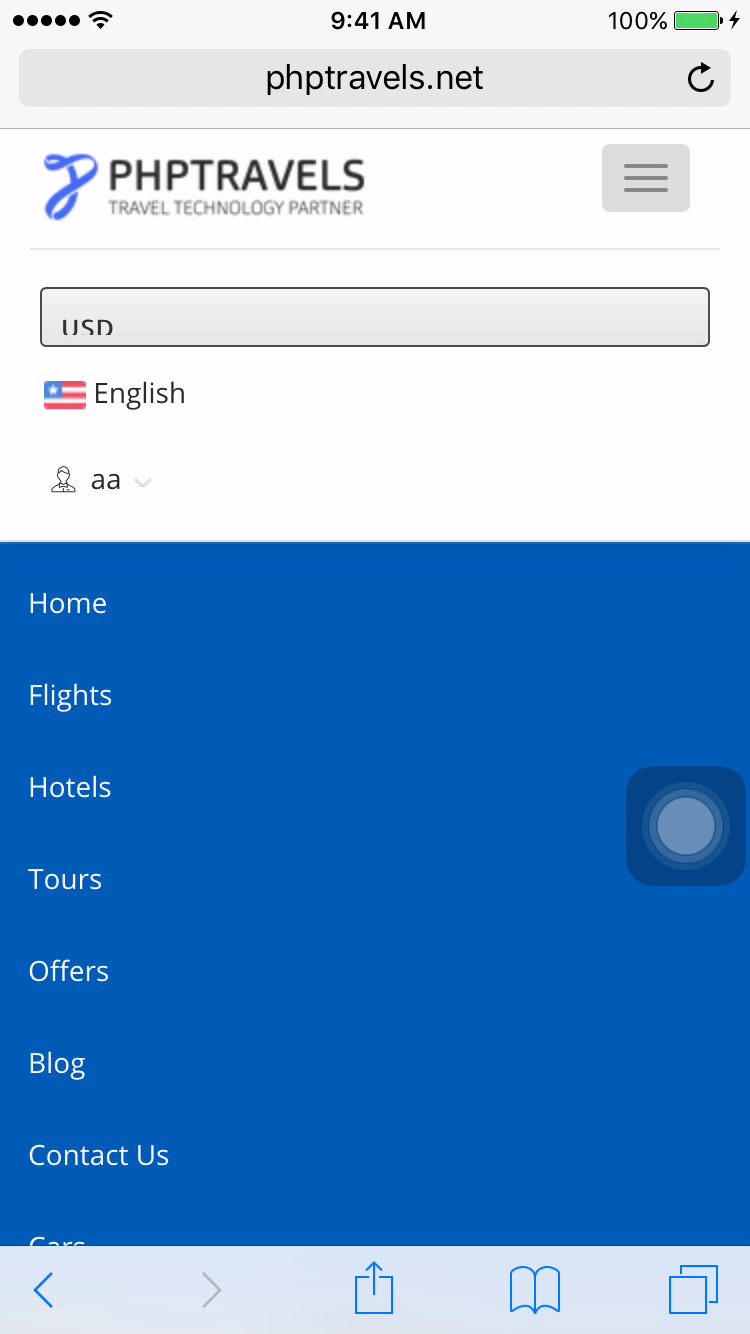 9:41 AM 100%
phptravels.net
PHPTRAVELS
TRAVEL TECHNOLOGY PARTNER
USD
English
aa
Home
Flights
Hotels
Tours
Offers
Blog
Contact Us
Cars